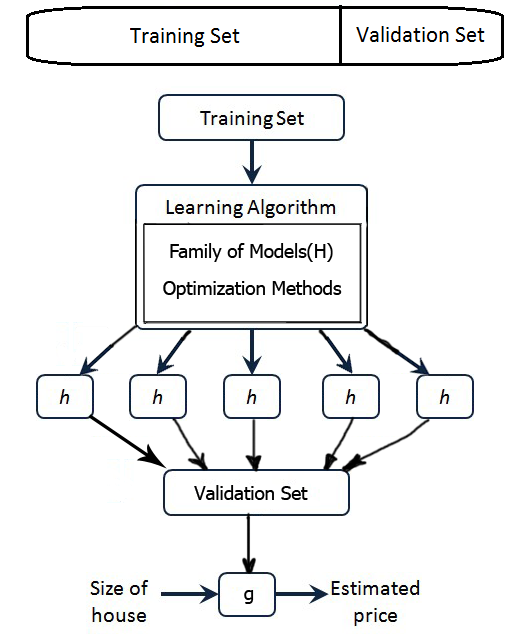 Training Set
Validation Set
Training Set
Learning Algorithm
Family of Models(H)
Optimization Methods
h
h
h
h
h
Validation Set
Size of
house
g
Estimated
price